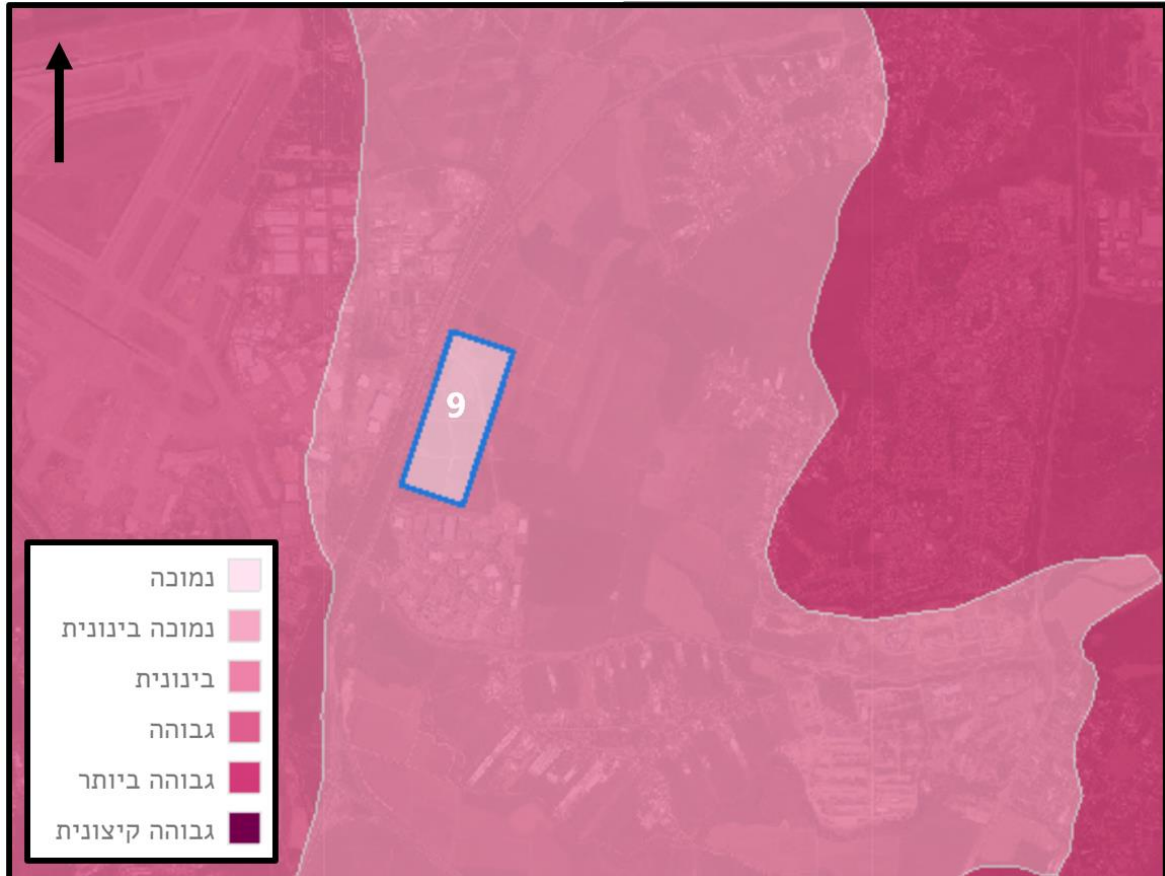 9
נמוכה
נמוכה בינונית
בינונית
גבוהה
גבוהה ביותר
גבוהה קיצונית